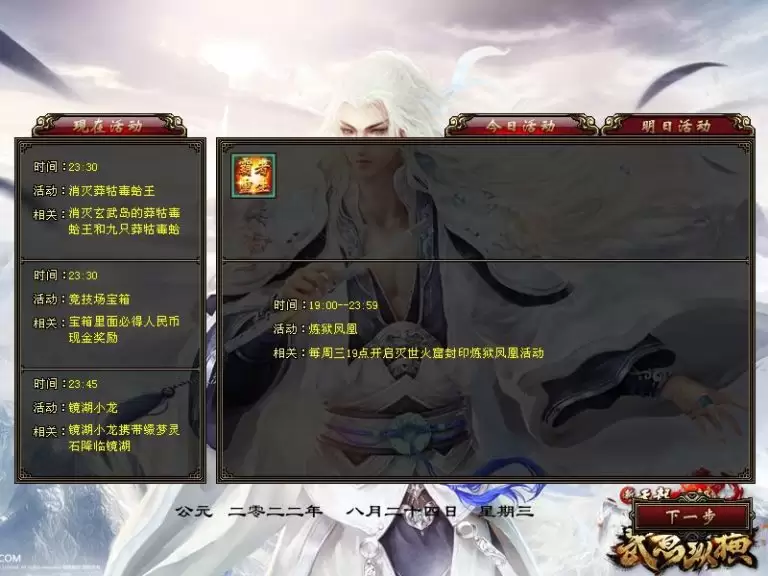 现在活动
今日活动
明日活动
时间:23:30
活动:消灭莽牯毒蛤王
相关:消灭玄武岛的莽牯毒
蛤王和九只莽牯毒蛤
时间:23:30
活动:竞技场宝箱
相关:宝箱里面必得人民币
现金奖励
时间:23:45
活动:镜湖小龙
相关:镜湖小龙携带缀梦灵
石降临镜湖
时间:19:00--23:59
活动:炼狱凤凰
相关:每周三19点开启灭世火窟封印炼狱凤凰活动
公元 二零二二年 八月二十四日 星期三
下一步
.COM